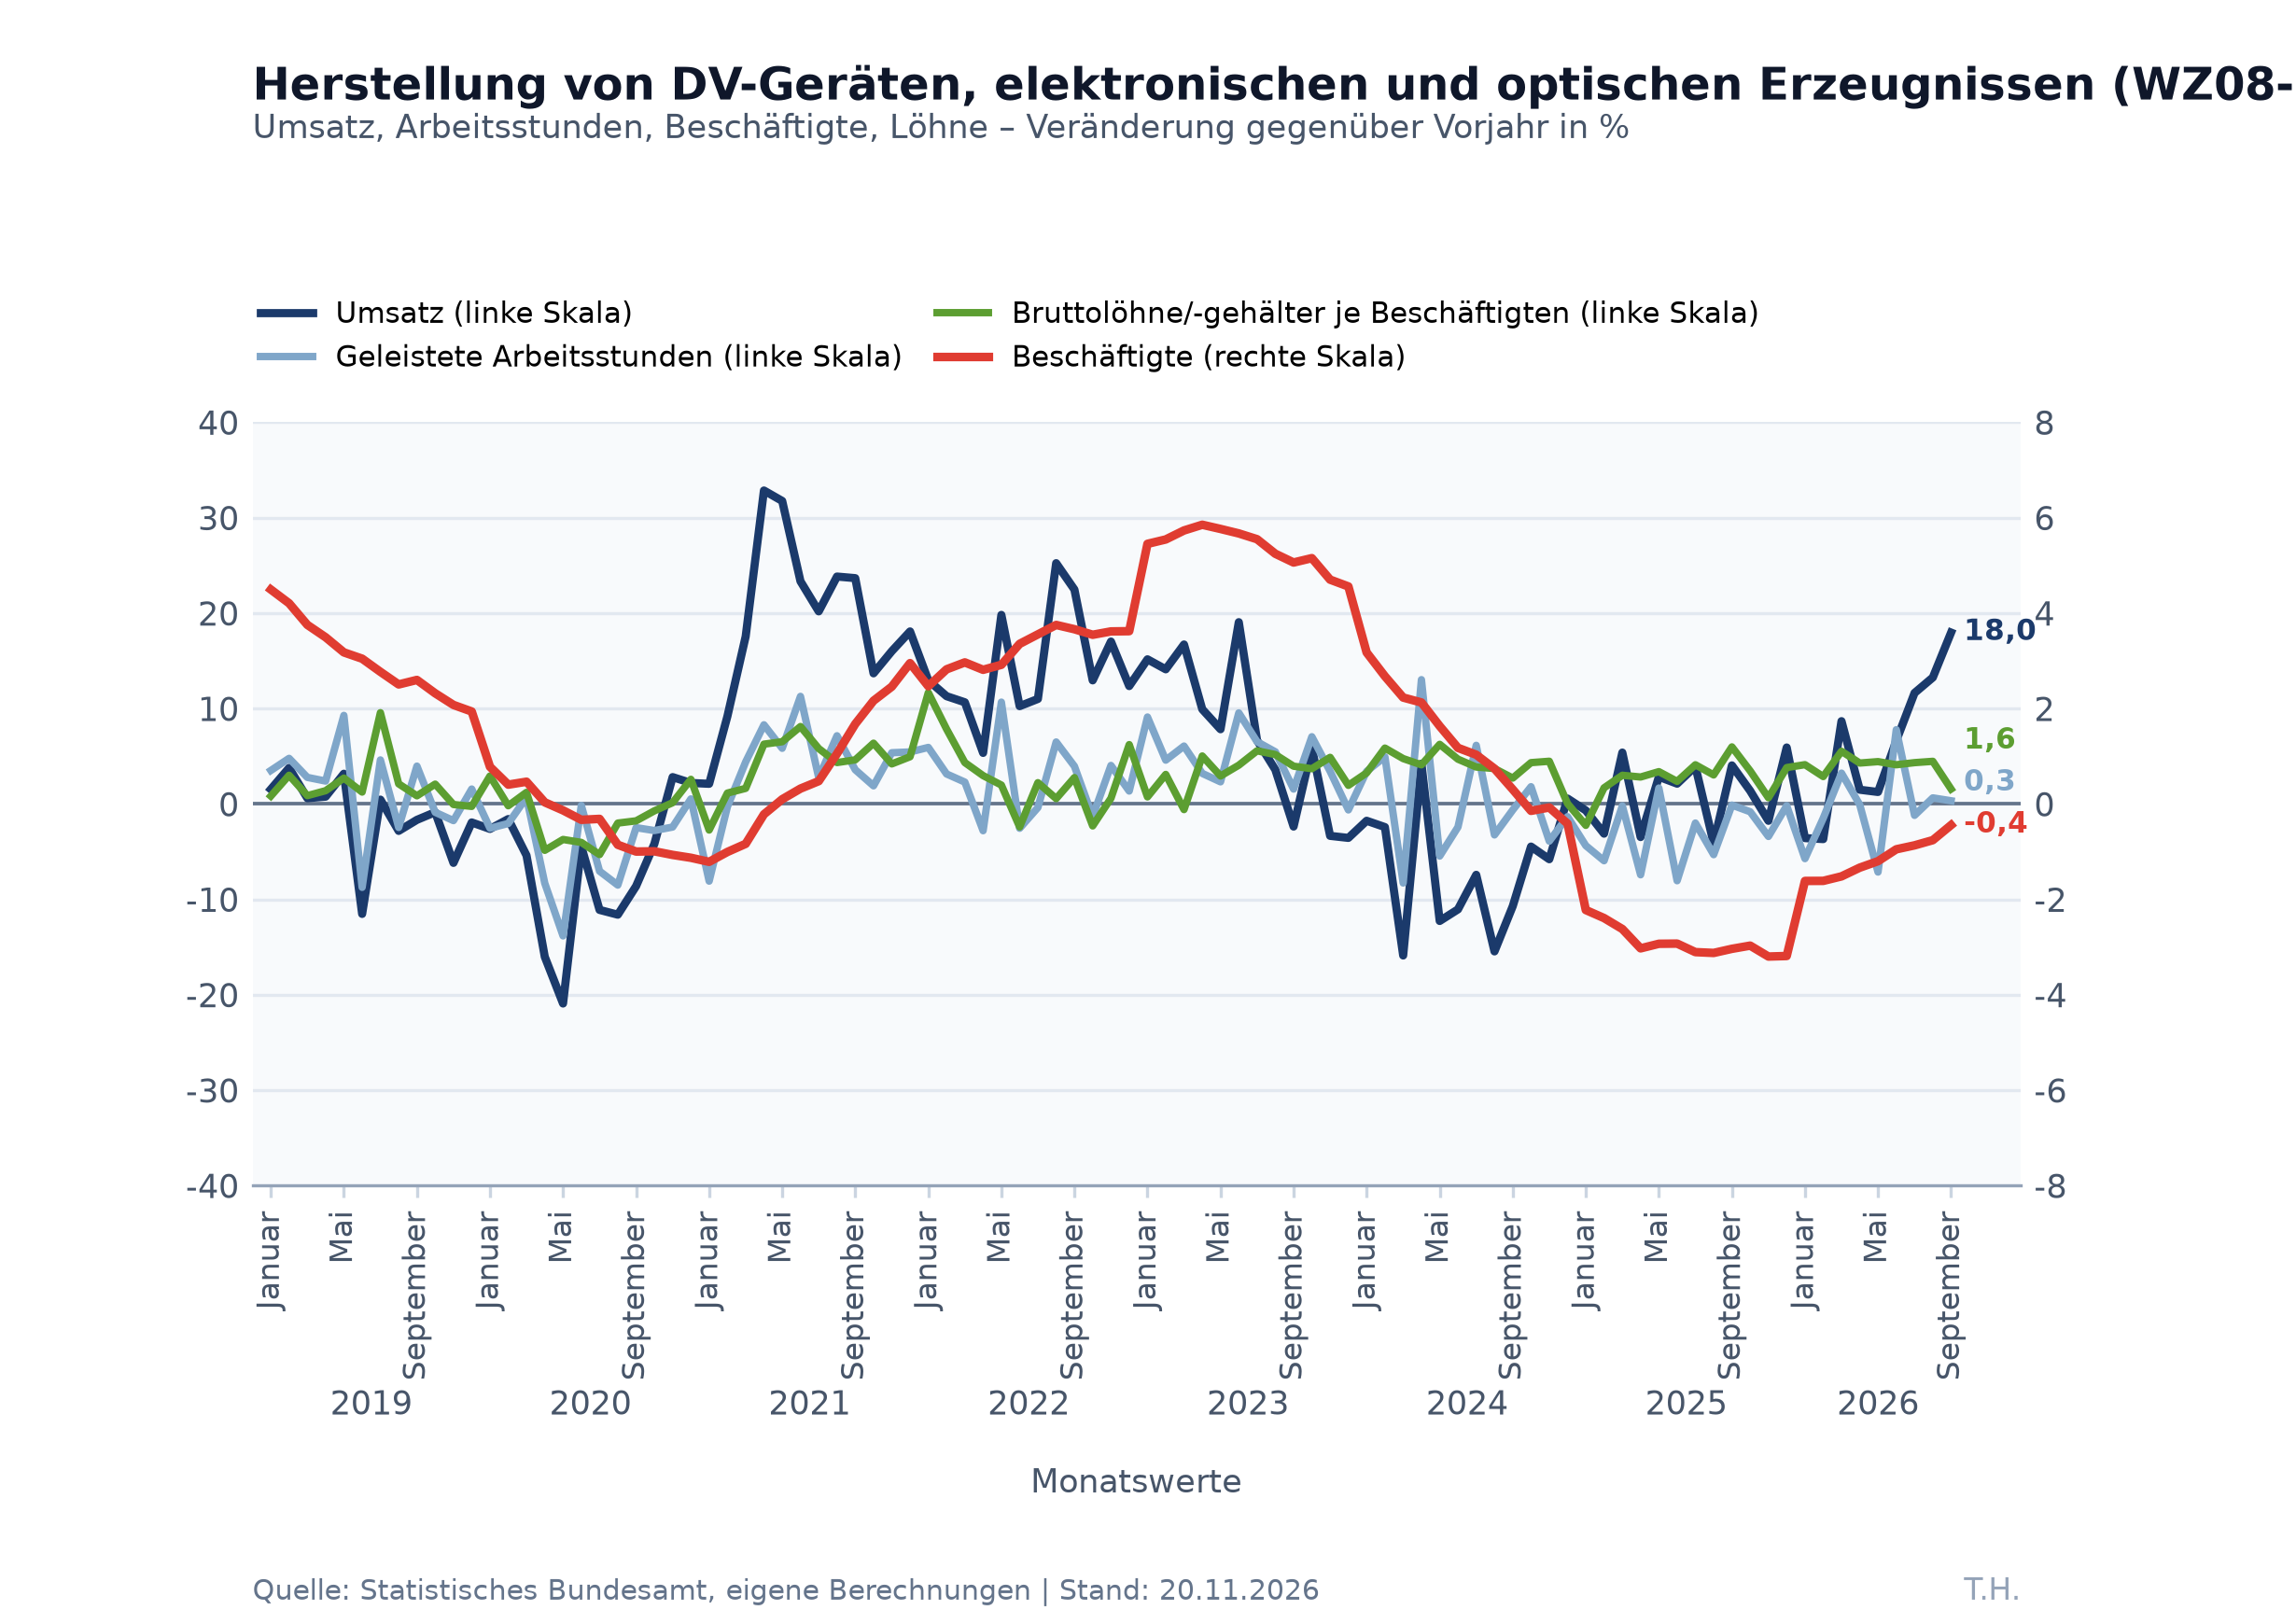 Herstellung von DV-Geräten, elektronischen und optischen Erzeugnissen (WZ08-
Umsatz, Arbeitsstunden, Beschäftigte, Löhne – Veränderung gegenüber Vorjahr in %
Umsatz (linke Skala)
Bruttolöhne/-gehälter je Beschäftigten (linke Skala)
Geleistete Arbeitsstunden (linke Skala)
Beschäftigte (rechte Skala)
40 8
30 6
20 4
18,0
10 2
1,6
0,3
0 0
-0,4
-10 -2
-20 -4
-30 -6
-40 -8
Januar Mai September Januar Mai September Januar Mai September Januar Mai September Januar Mai September Januar Mai September Januar Mai September Januar Mai September
2019 2020 2021 2022 2023 2024 2025 2026
Monatswerte
Quelle: Statistisches Bundesamt, eigene Berechnungen | Stand: 20.11.2026
T.H.